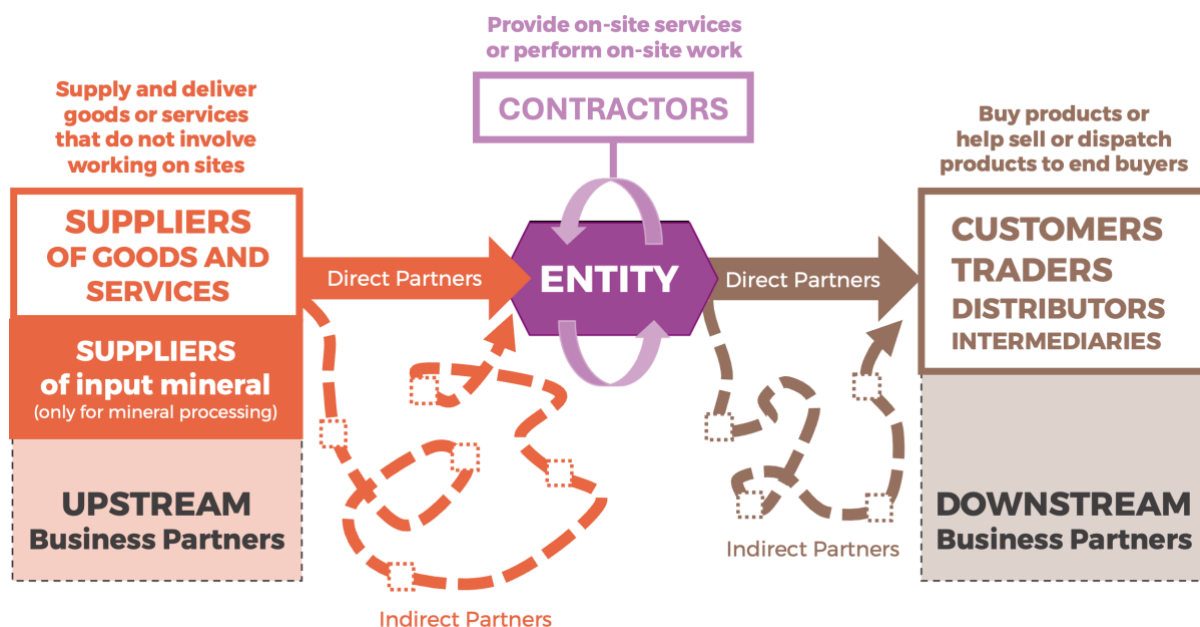 Provide on-site services
or perform on-site work
CONTRACTORS
Supply and deliver
goods or services
that do not involve
working on sites
SUPPLIERS
OF GOODS AND
SERVICES
SUPPLIERS
of input mineral
(only for mineral processing)
UPSTREAM
Business Partners
Direct Partners
Indirect Partners
ENTITY
Direct Partners
Indirect Partners
Buy products or
help sell or dispatch
products to end buyers
CUSTOMERS
TRADERS
DISTRIBUTORS
INTERMEDIARIES
DOWNSTREAM
Business Partners